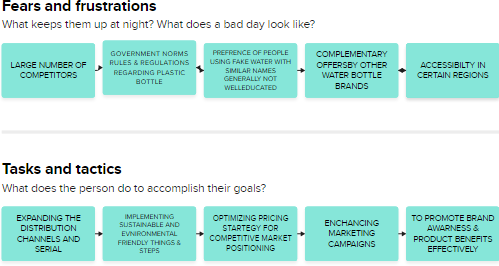 Fears and frustrations
What keeps them up at night? What does a bad day look like?
LARGE NUMBER OF
COMPETITORS
GOVERNMENT NORMS
RULES & REGULATIONS
REGARDING PLASTIC
BOTTLE
PREFRENCE OF PEOPLE
USING FAKE WATER WITH
SIMILAR NAMES
GENERALLY NOT
WELLEDUCATED
COMPLEMENTARY
OFFERSBY OTHER
WATER BOTTLE
BRANDS
ACCESSIBILTY IN
CERTAIN REGIONS
Tasks and tactics
What does the person do to accomplish their goals?
EXPANDING THE
DISTRIBUTION
CHANNELS AND
SERIAL
IMPLEMENTING
SUSTAINABLE AND
EVNIRONMENTAL
FRIENDLY THINGS &
STEPS
OPTIMIZING PRICING
STARTEGY FOR
COMPETITIVE MARKET
POSITIONING
ENCHANCING
MARKETING
CAMPAIGNS
TO PROMOTE BRAND
AWARNESS &
PRODUCT BENEFITS
EFFECTIVELY